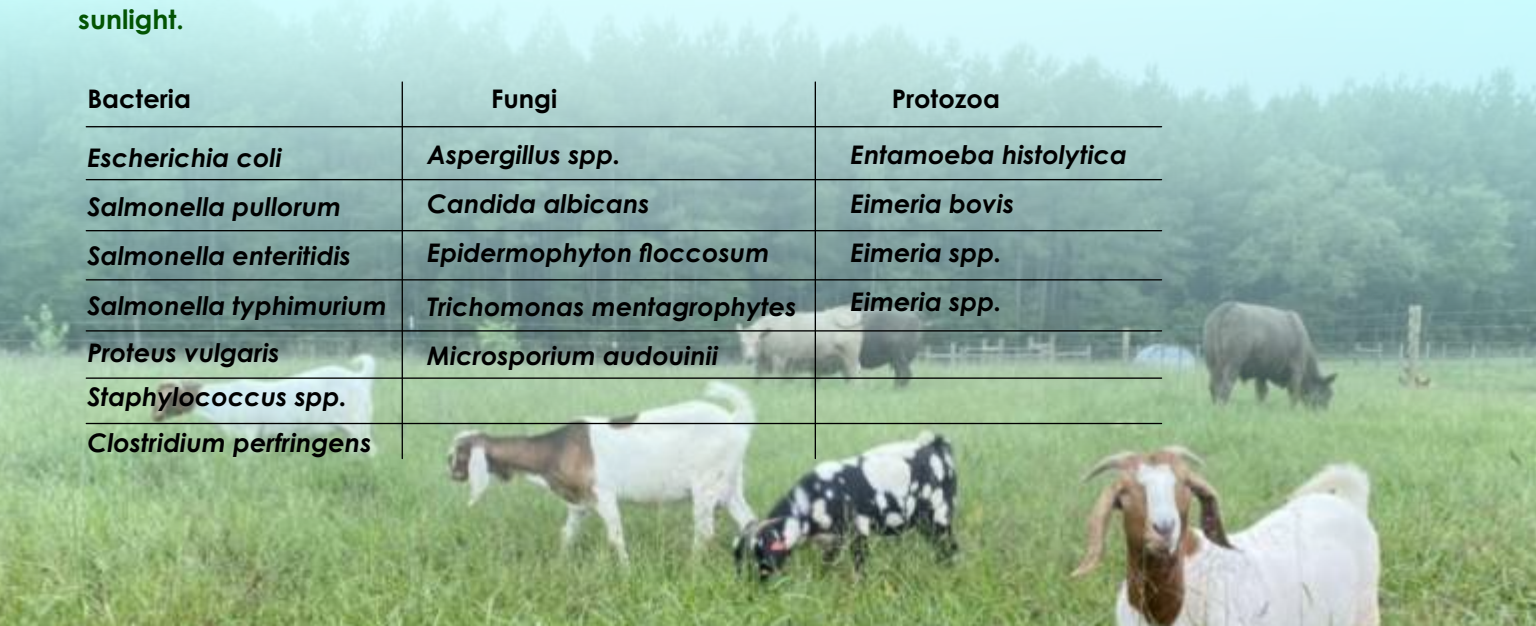 sunlight.
Bacteria Fungi Protozoa
Escherichia coli Aspergillus spp. Entamoeba histolytica
Salmonella pullorum Candida albicans Eimeria bovis
Salmonella enteritidis Epidermophyton floccosum Eimeria spp.
Salmonella typhimurium Trichomonas mentagrophytes Eimeria spp.
Proteus vulgaris Microsporium audouinii
Staphylococcus spp.
Clostridium perfringens